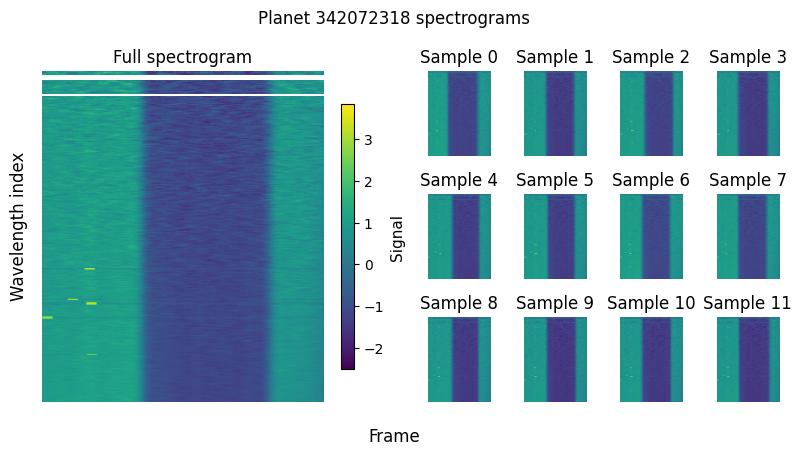 Planet 342072318 spectrograms
Full spectrogram
Wavelength index
3
2
1
0
−1
−2
Signal
Sample 0 Sample 1 Sample 2 Sample 3
Sample 4 Sample 5 Sample 6 Sample 7
Sample 8 Sample 9 Sample 10 Sample 11
Frame